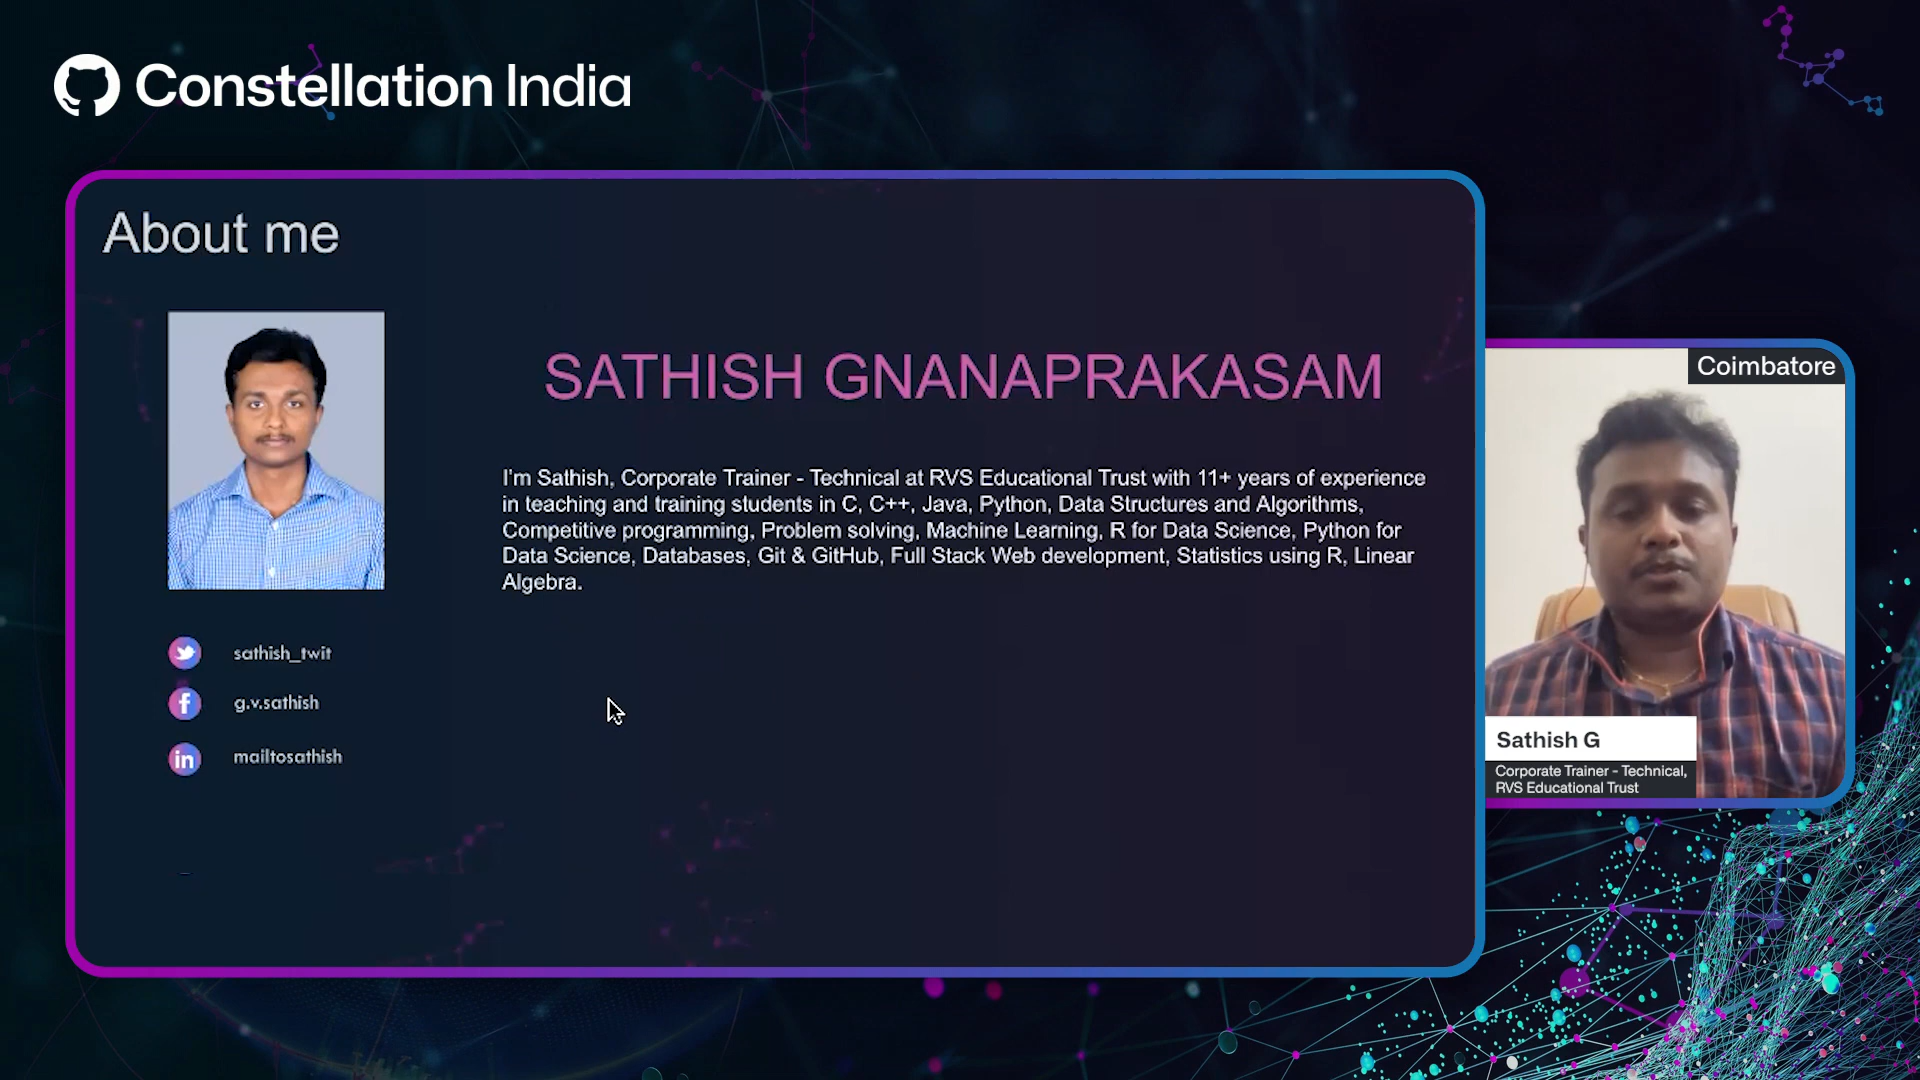 Constellation India
About me
SATHISH GNANAPRAKASAM
I'm Sathish, Corporate Trainer - Technical at RVS Educational Trust with 11+ years of experience
in teaching and training students in C, C++, Java, Python, Data Structures and Algorithms,
Competitive programming, Problem solving, Machine Learning, R for Data Science, Python for
Data Science, Databases, Git & GitHub, Full Stack Web development, Statistics using R, Linear
Algebra.
sathish_twit
g.v.sathish
in mailtosathish
Coimbatore
Sathish G
Corporate Trainer - Technical,
RVS Educational Trust